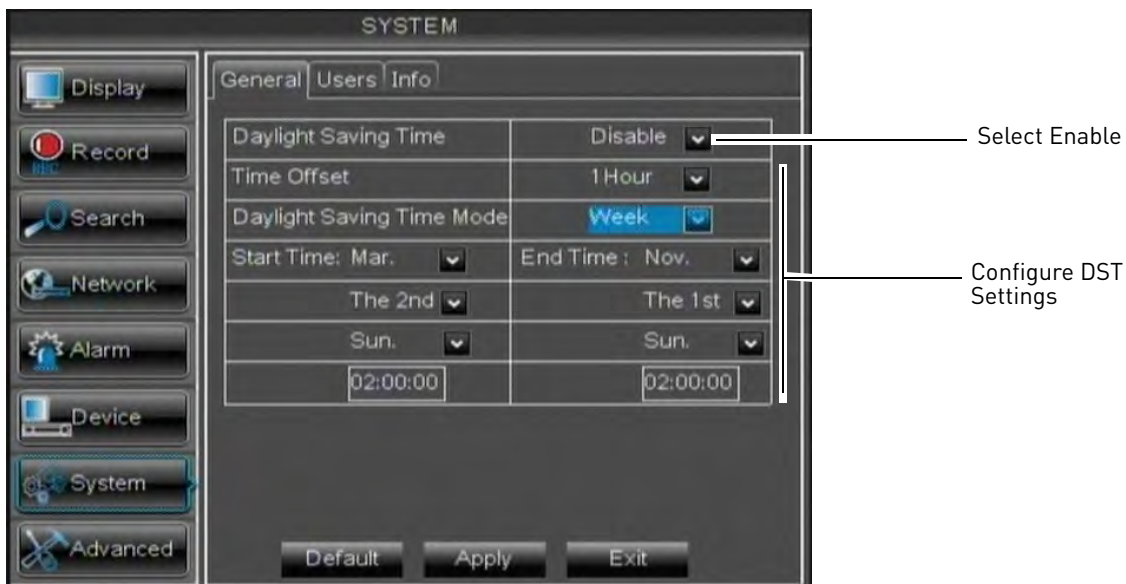 SYSTEM
Display
Record
REC
Search
Network
Alarm
Device
System
Advanced
General Users Info
Daylight Saving Time Disable
Time Offset 1Hour
Daylight Saving Time Mode Week
Start Time: Mar. End Time : Nov.
The 2nd The 1st
Sun. Sun.
02:00:00 02:00:00
Default Apply Exit
Select Enable
Configure DST
Settings